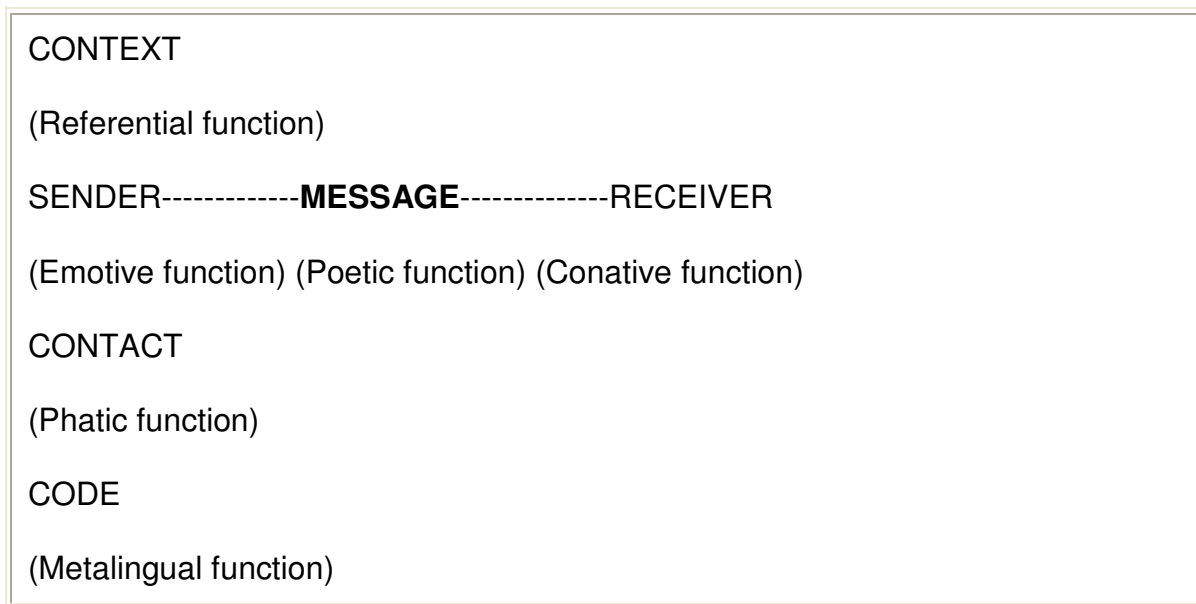 CONTEXT
(Referential function)
SENDER-------------MESSAGE--------------RECEIVER
(Emotive function) (Poetic function) (Conative function)
CONTACT
(Phatic function)
CODE
(Metalingual function)